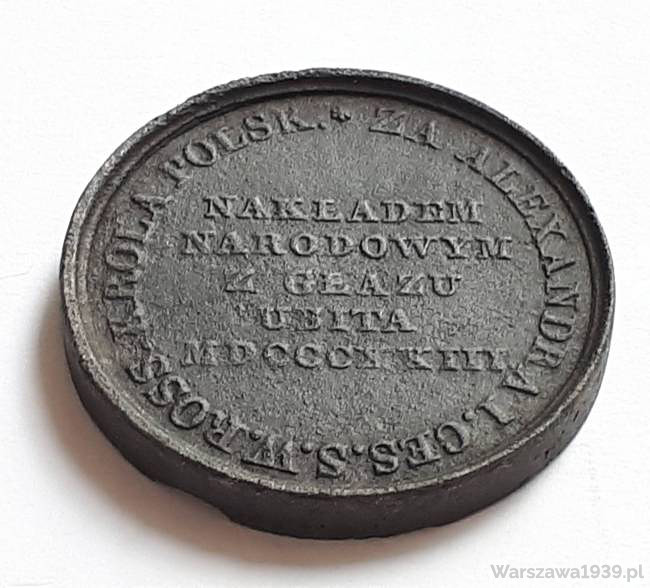 ZA ALEXANDRA I. CES. S. W. ROSS. KROLA POLSK.
NAKŁADEM
NARODOWYM
Z GŁAZU
UBITA
MDCCCXXIII
Warszawa1939.pl